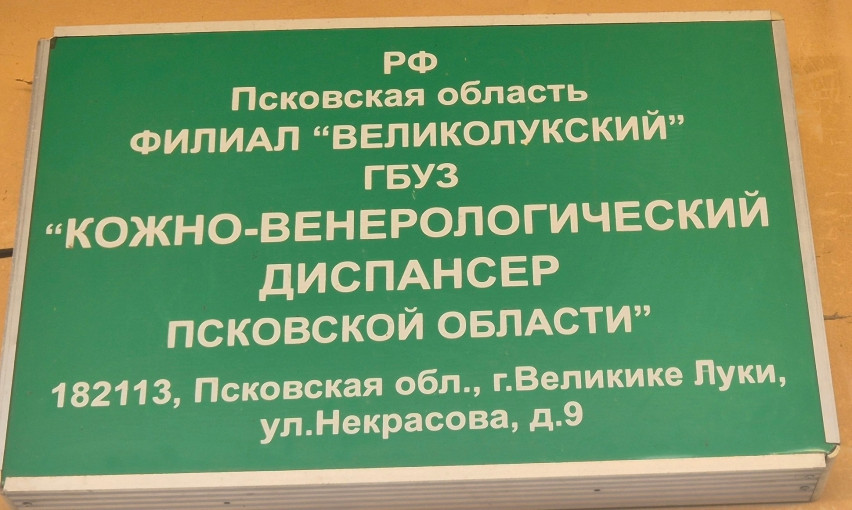 РФ
Псковская область
ФИЛИАЛ “ВЕЛИКОЛУКСКИЙ”
ГБУЗ
“КОЖНО-ВЕНЕРОЛОГИЧЕСКИЙ
ДИСПАНСЕР
ПСКОВСКОЙ ОБЛАСТИ”
182113, Псковская обл., г.Великике Луки,
ул.Некрасова, д.9